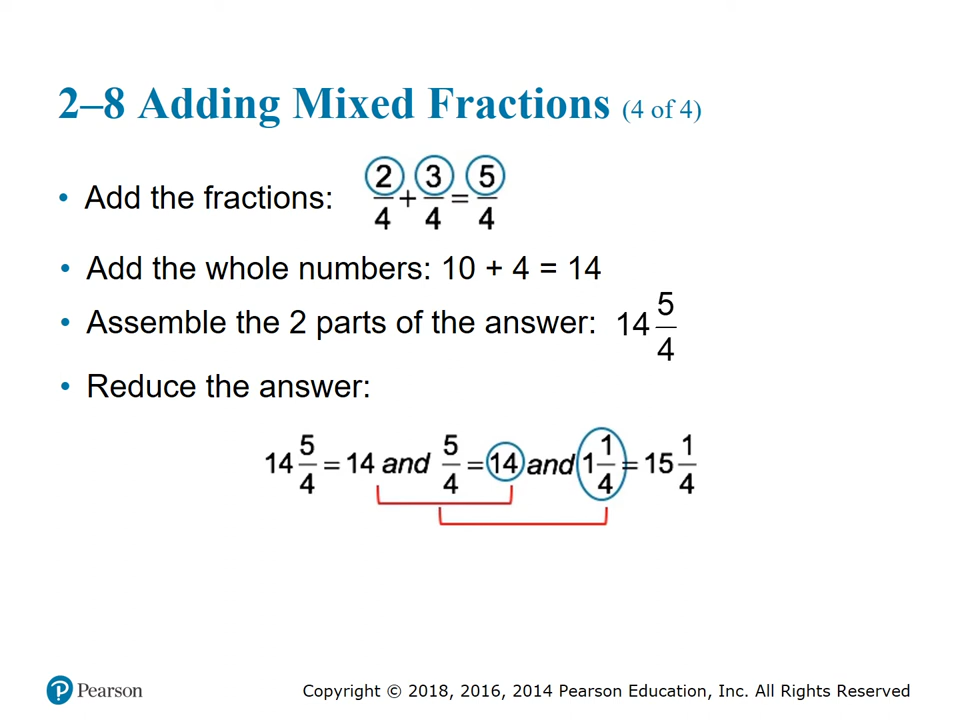 2–8 Adding Mixed Fractions (4 of 4)
• Add the fractions: 2/4 + 3/4 = 5/4
• Add the whole numbers: 10 + 4 = 14
• Assemble the 2 parts of the answer: 14 5/4
• Reduce the answer:
14 5/4 = 14 and 5/4 = 14 and 1 1/4 = 15 1/4
Pearson
Copyright © 2018, 2016, 2014 Pearson Education, Inc. All Rights Reserved